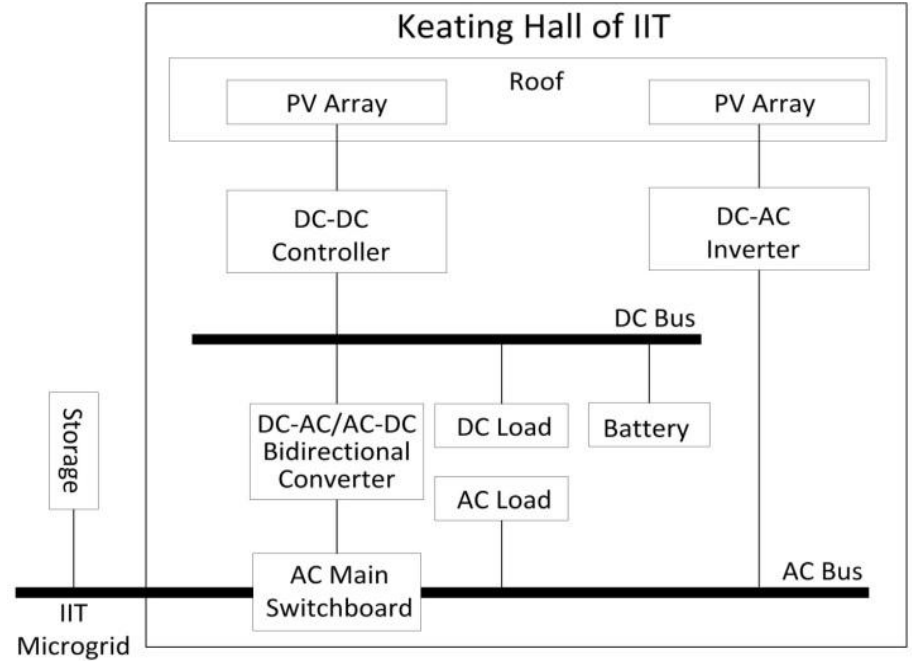 Keating Hall of IIT
Roof
PV Array
PV Array
DC-DC
Controller
DC-AC
Inverter
DC Bus
Storage
DC-AC/AC-DC
Bidirectional
Converter
DC Load
Battery
AC Load
AC Main
Switchboard
AC Bus
IIT
Microgrid